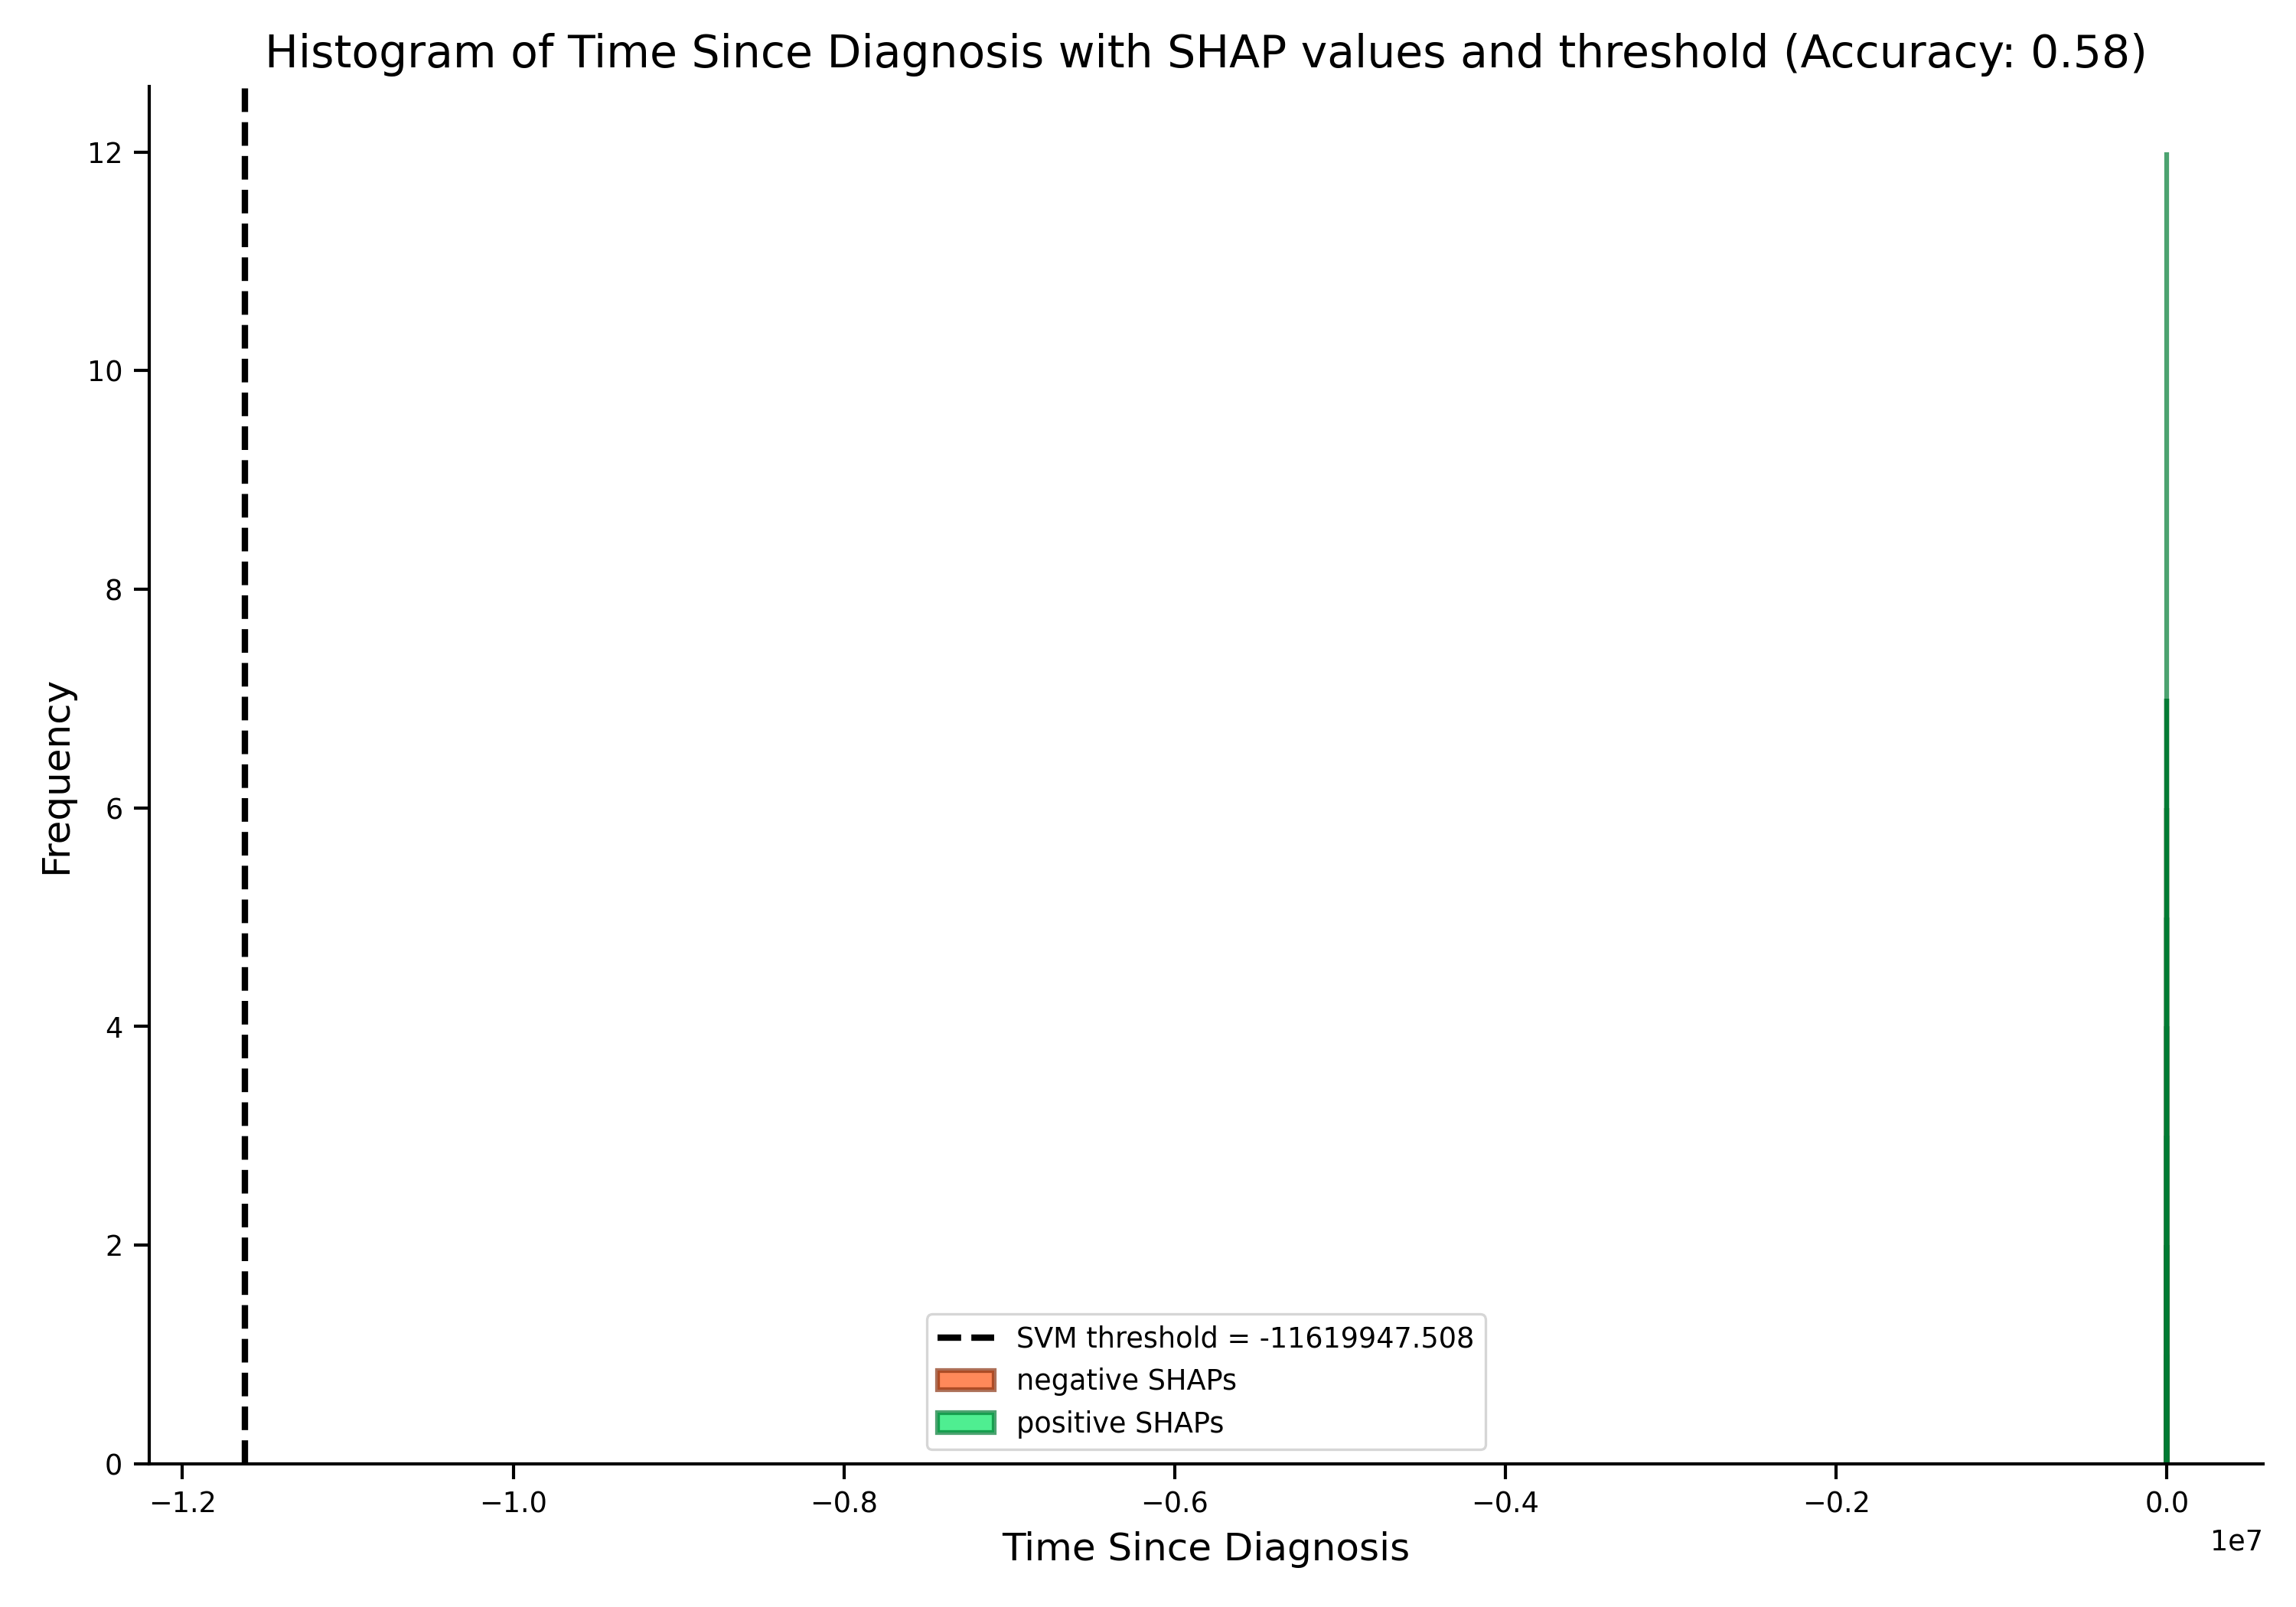 Histogram of Time Since Diagnosis with SHAP values and threshold (Accuracy: 0.58)
12
10
8
6
4
2
0
Frequency
SVM threshold = -11619947.508
negative SHAPs
positive SHAPs
−1.2 −1.0 −0.8 −0.6 −0.4 −0.2 0.0
1e7
Time Since Diagnosis